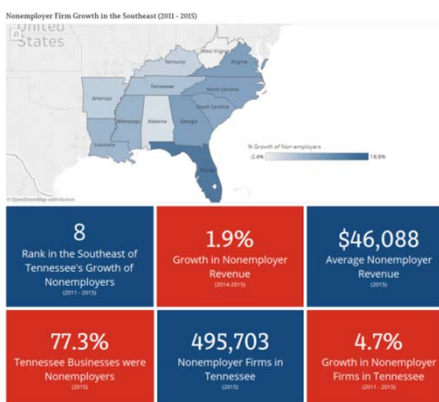 Nonemployer Firm Growth in the Southeast (2011 - 2015)
United
States
West Virginia
Virginia
Kentucky
Tennessee
North Carolina
Arkansas
South Carolina
Mississippi
Alabama
Georgia
Louisiana
% Growth of Nonemployers
-2.4%
18.8%
© OpenStreetMap contributors
8
Rank in the Southeast of
Tennessee's Growth of
Nonemployers
(2011 - 2015)
1.9%
Growth in Nonemployer
Revenue
(2014-2015)
$46,088
Average Nonemployer
Revenue
(2015)
77.3%
Tennessee Businesses were
Nonemployers
(2015)
495,703
Nonemployer Firms in
Tennessee
(2015)
4.7%
Growth in Nonemployer
Firms in Tennessee
(2011 - 2015)